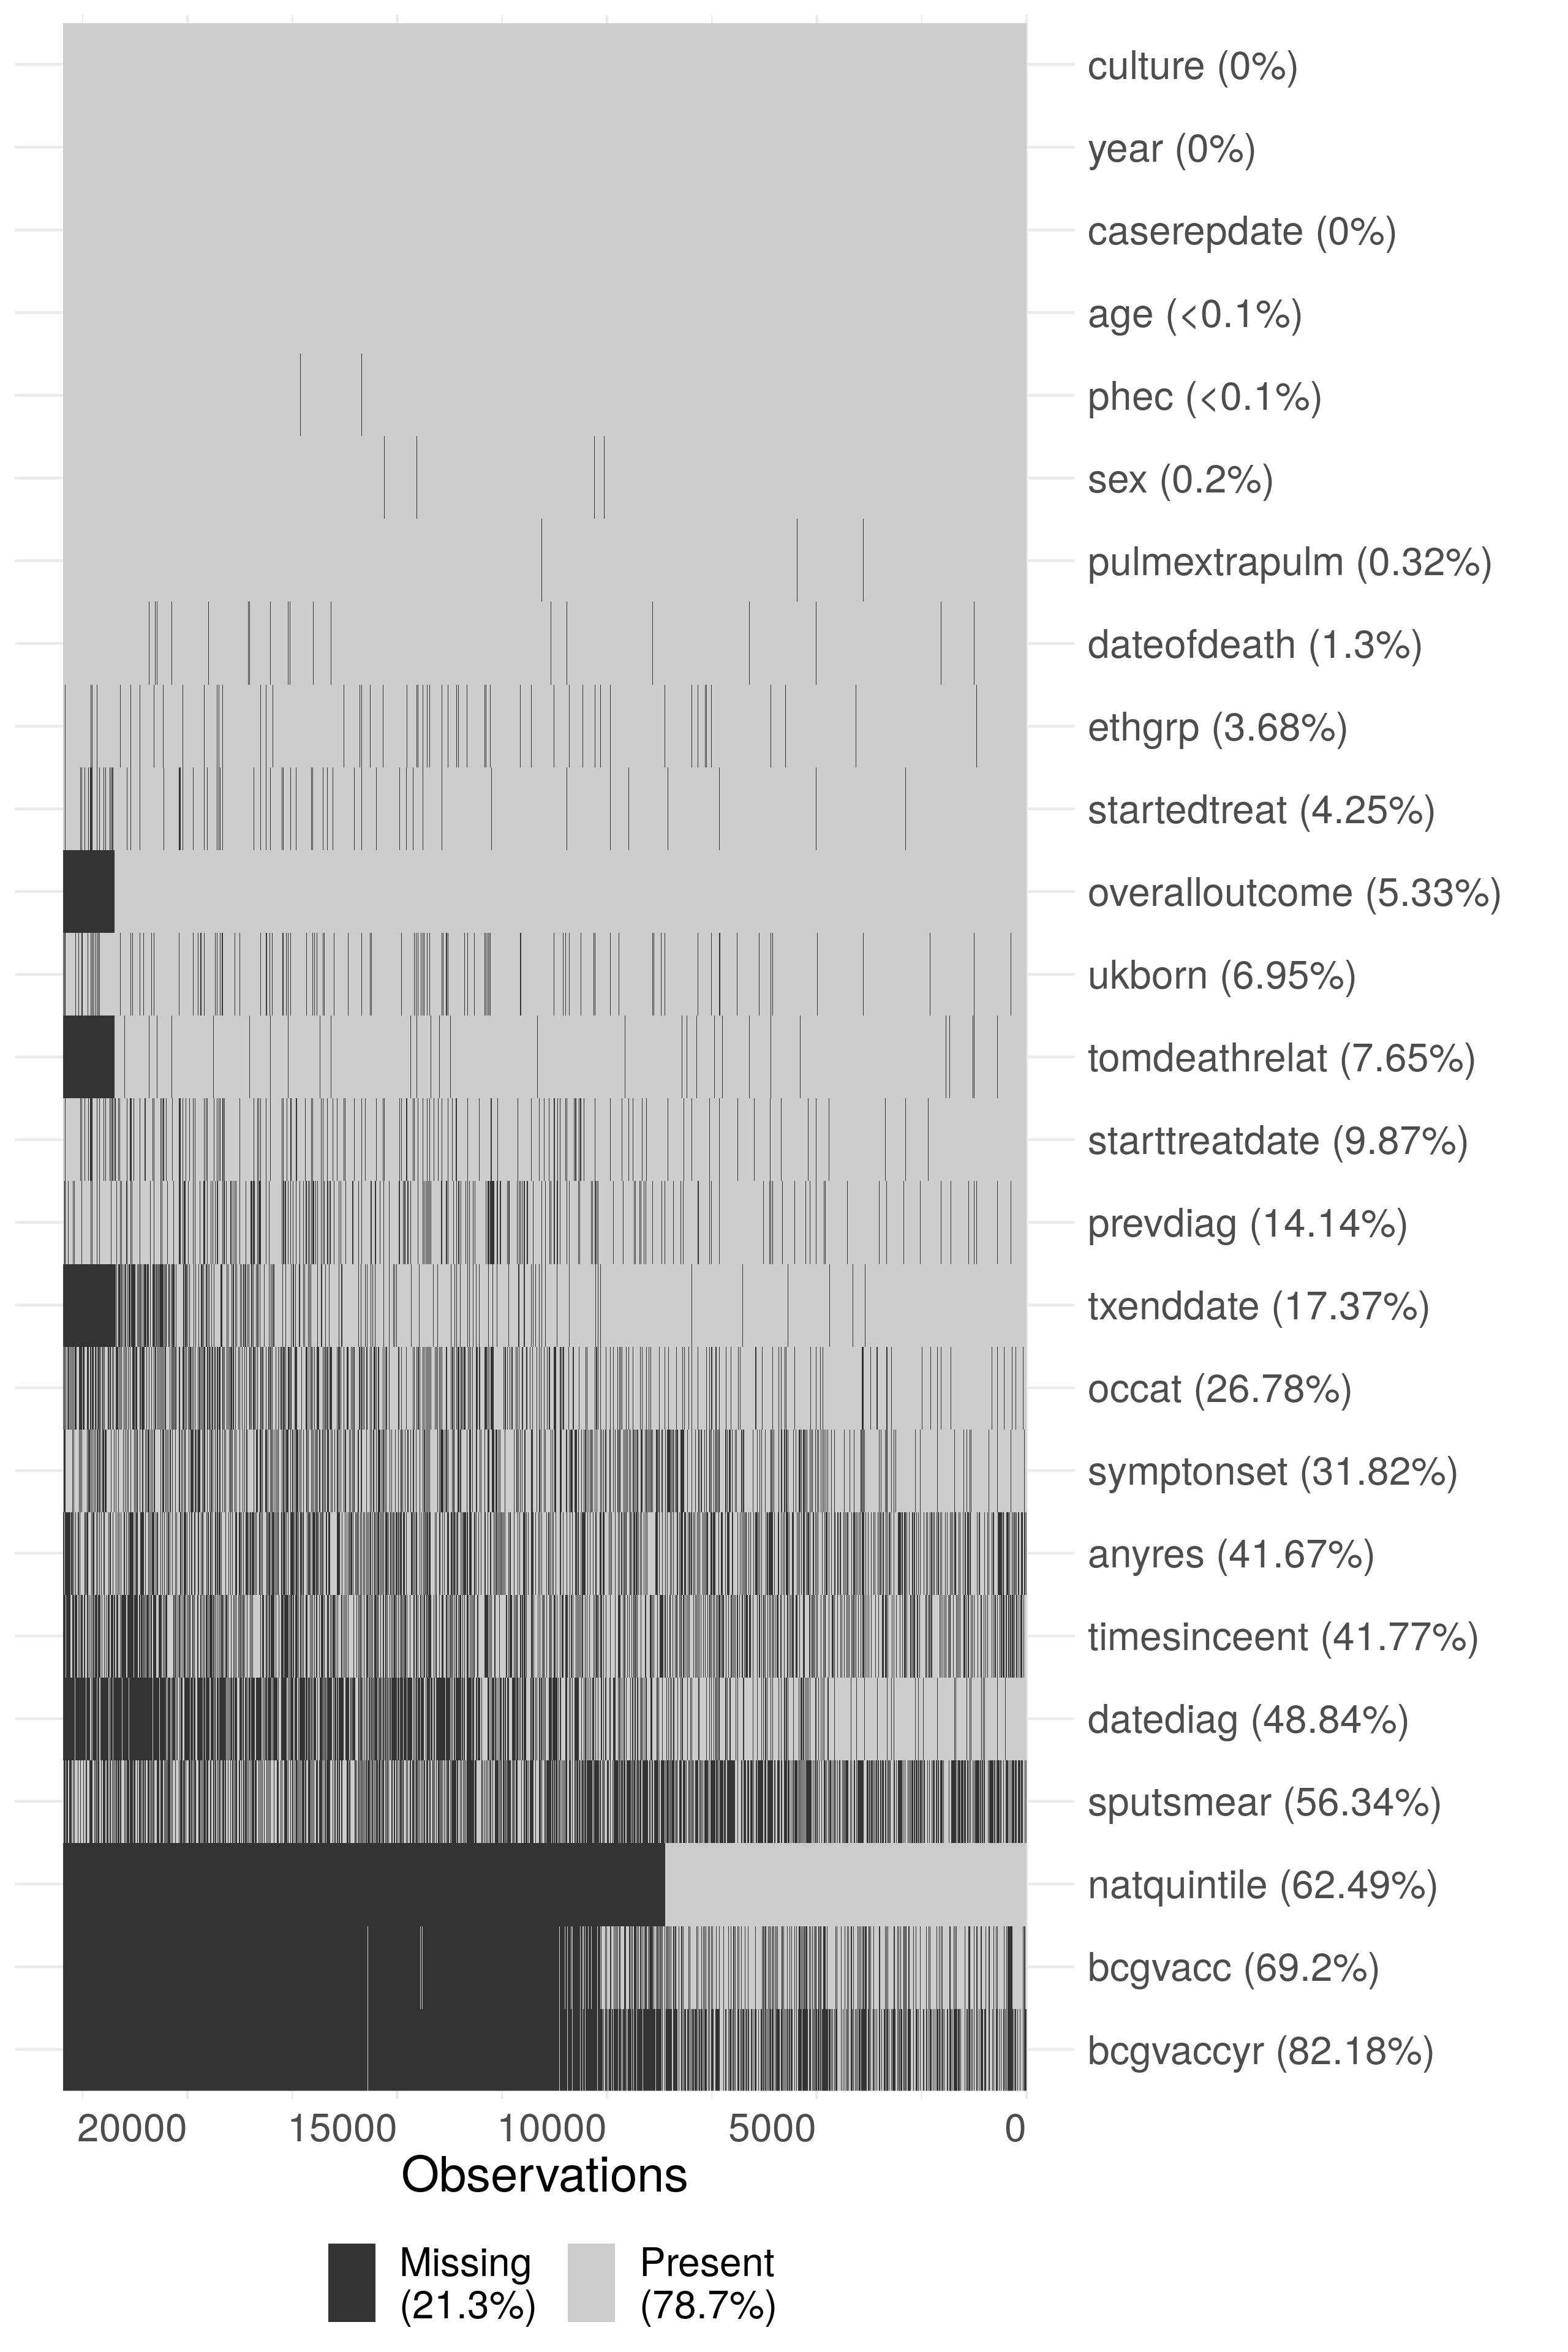 culture (0%)
year (0%)
caserepdate (0%)
age (<0.1%)
phec (<0.1%)
sex (0.2%)
pulmextrapulm (0.32%)
dateofdeath (1.3%)
ethgrp (3.68%)
startedtreat (4.25%)
overalloutcome (5.33%)
ukborn (6.95%)
tomdeathrelat (7.65%)
starttreatdate (9.87%)
prevdiag (14.14%)
txenddate (17.37%)
occat (26.78%)
symptonset (31.82%)
anyres (41.67%)
timesinceent (41.77%)
datediag (48.84%)
sputsmear (56.34%)
natquintile (62.49%)
bcgvacc (69.2%)
bcgvaccyr (82.18%)
20000 15000 10000 5000 0
Observations
Missing Present
(21.3%) (78.7%)